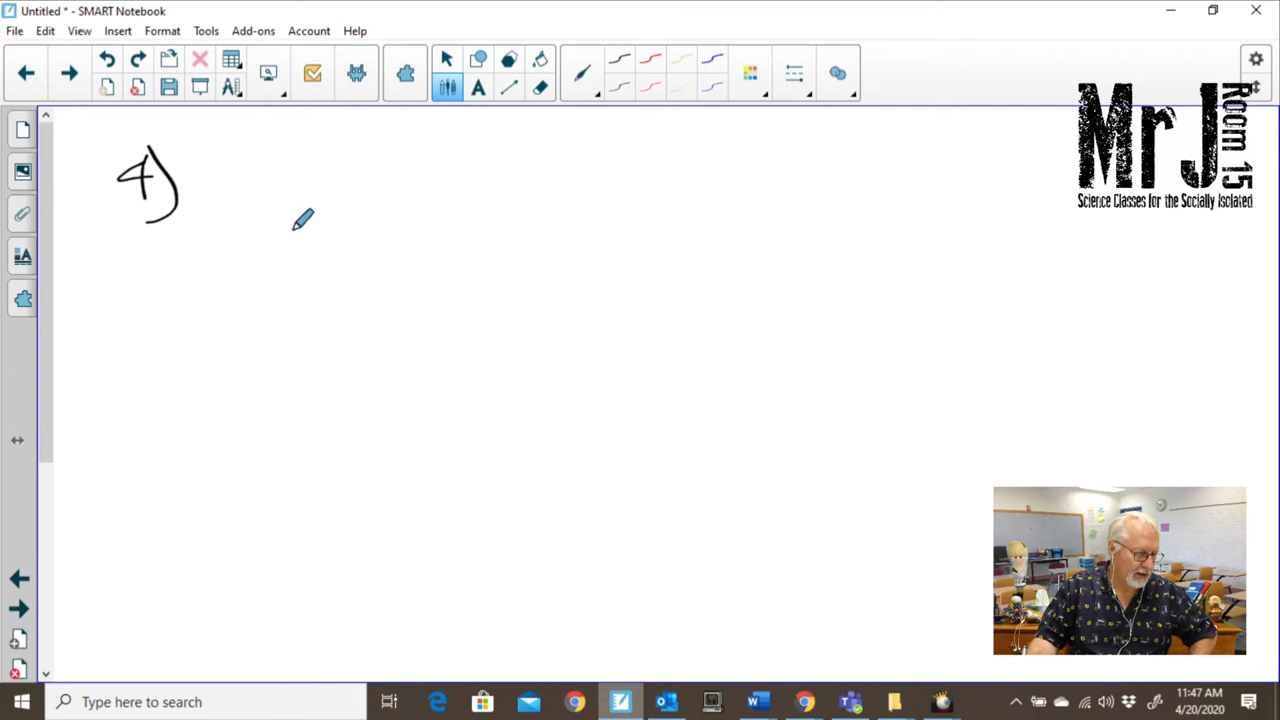 Untitled * - SMART Notebook
File Edit View Insert Format Tools Add-ons Account Help
Mr J
Room 15
Science Classes for the Socially Isolated
4)
Type here to search
11:47 AM
4/20/2020